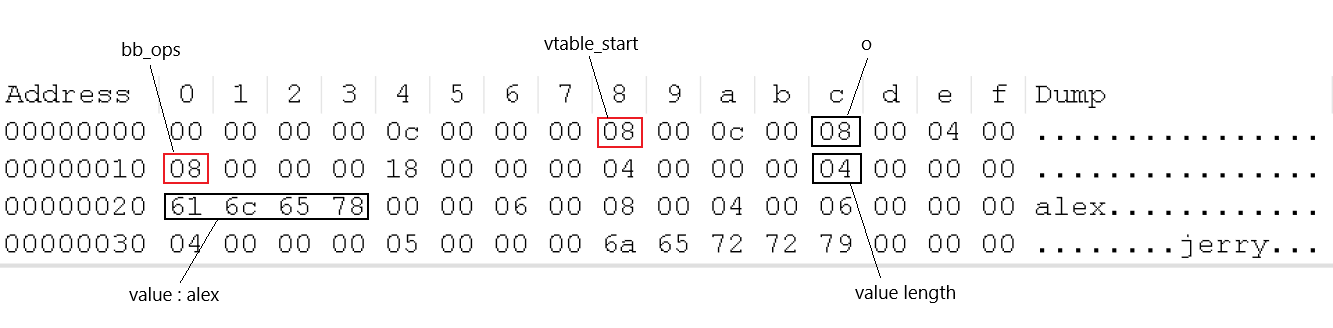 bb_ops
vtable_start
o
Address 0 1 2 3 4 5 6 7 8 9 a b c d e f Dump
00000000 00 00 00 00 0c 00 00 00 08 00 0c 00 08 00 04 00 ................
00000010 08 00 00 00 18 00 00 00 04 00 00 00 04 00 00 00 ................
00000020 61 6c 65 78 00 00 06 00 08 00 04 00 06 00 00 00 alex............
00000030 04 00 00 00 05 00 00 00 6a 65 72 72 79 00 00 00 ........jerry...
value : alex
value length